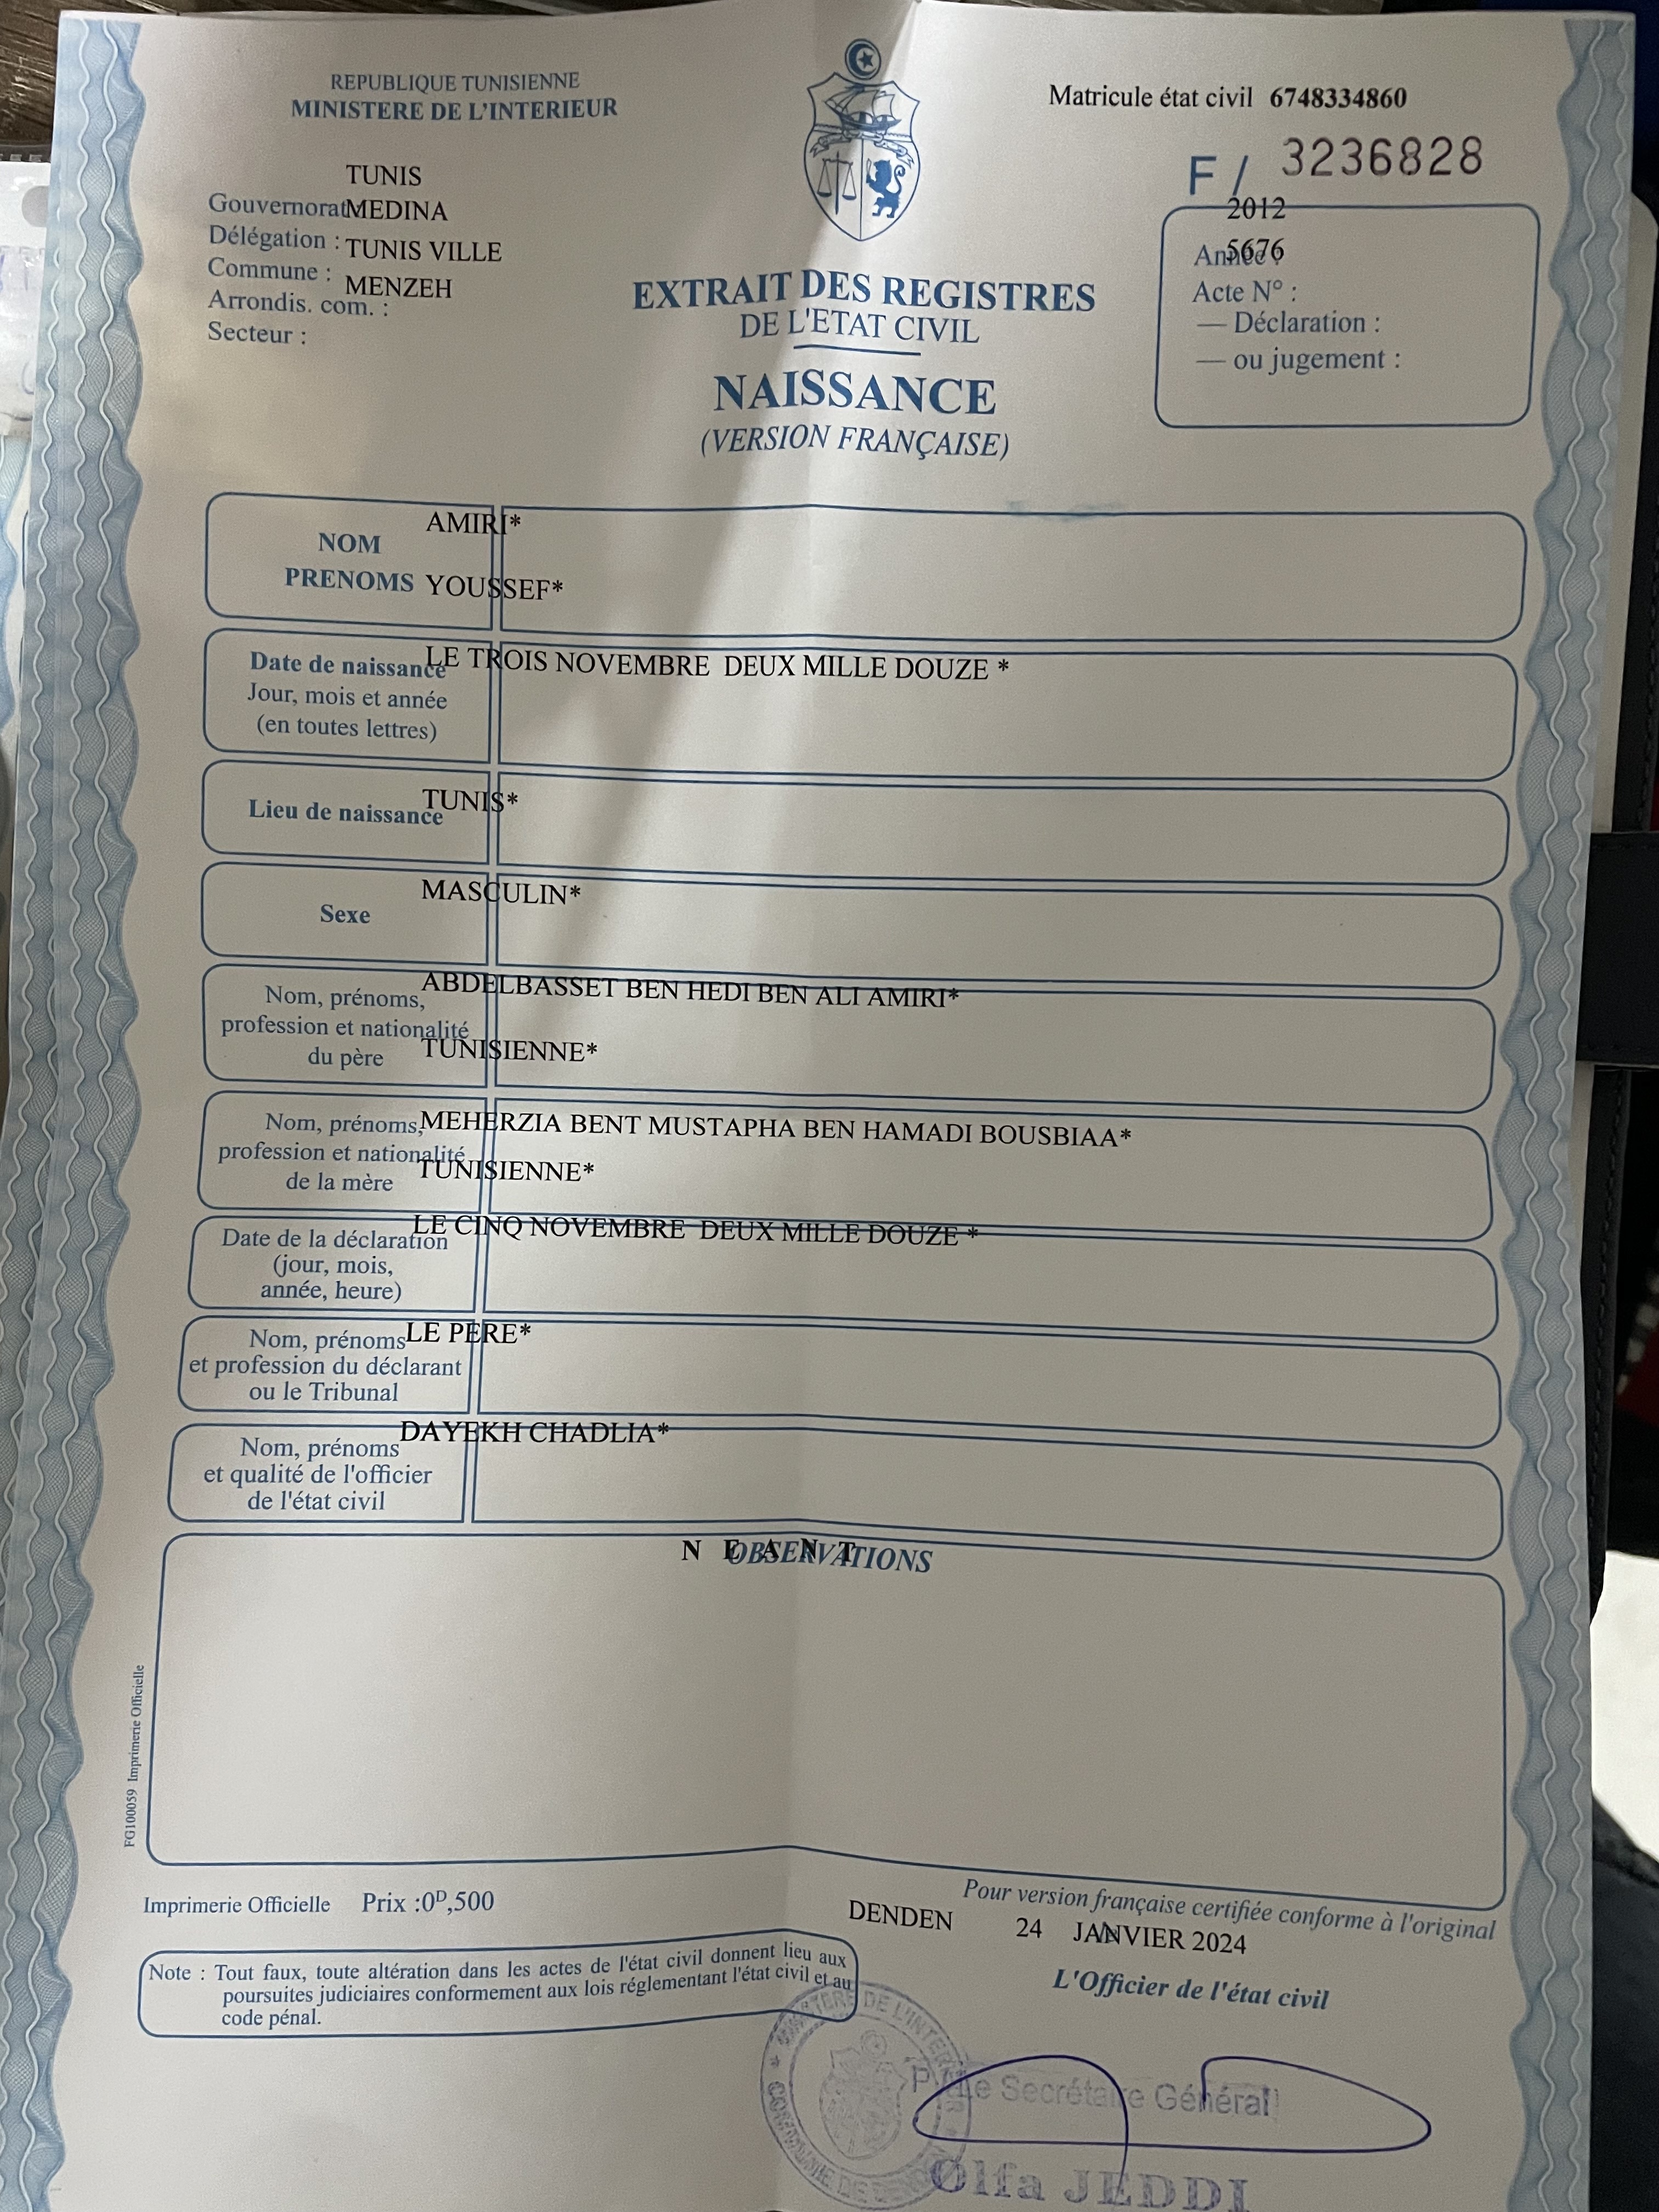 REPUBLIQUE TUNISIENNE
MINISTERE DE L'INTERIEUR
Matricule état civil 6748334860
F / 3236828
TUNIS
Gouvernorat MEDINA
Délégation : TUNIS VILLE
Commune : MENZEH
Arrondis. com. :
Secteur :
2012
Année : 5676
Acte N° :
— Déclaration :
— ou jugement :
EXTRAIT DES REGISTRES
DE L'ETAT CIVIL
NAISSANCE
(VERSION FRANÇAISE)
AMIRI*
NOM
PRENOMS YOUSSEF*
Date de naissance LE TROIS NOVEMBRE DEUX MILLE DOUZE *
Jour, mois et année
(en toutes lettres)
TUNIS*
Lieu de naissance
MASCULIN*
Sexe
ABDELBASSET BEN HEDI BEN ALI AMIRI*
Nom, prénoms,
profession et nationalité
du père TUNISIENNE*
Nom, prénoms, MEHERZIA BENT MUSTAPHA BEN HAMADI BOUSBIAA*
profession et nationalité
de la mère TUNISIENNE*
LE CINQ NOVEMBRE DEUX MILLE DOUZE *
Date de la déclaration
(jour, mois,
année, heure)
Nom, prénoms LE PERE*
et profession du déclarant
ou le Tribunal
DAYEKH CHADLIA*
Nom, prénoms
et qualité de l'officier
de l'état civil
N E A N T
OBSERVATIONS
FG100059 Imprimerie Officielle
Imprimerie Officielle Prix :0ᴰ,500
Pour version française certifiée conforme à l'original
DENDEN 24 JANVIER 2024
L'Officier de l'état civil
Note : Tout faux, toute altération dans les actes de l'état civil donnent lieu aux
poursuites judiciaires conformement aux lois réglementant l'état civil et au
code pénal.
Le Secrétaire Général
Olfa JEDDI